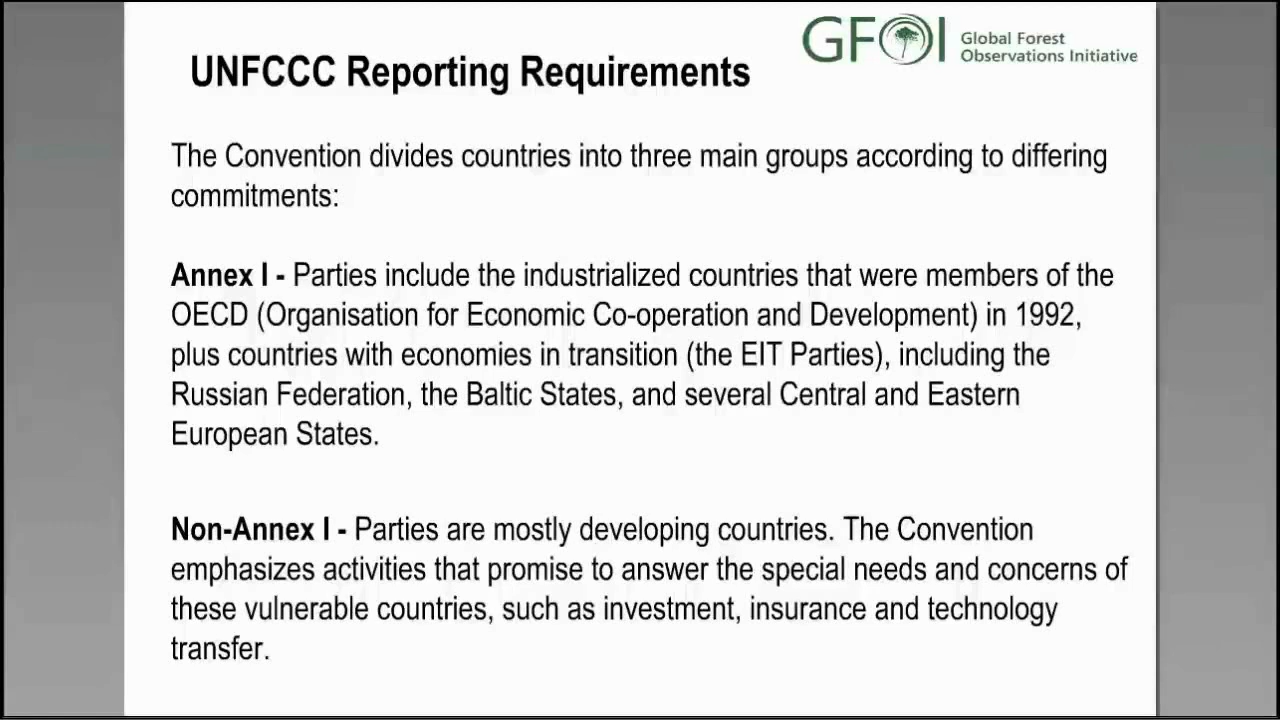 GFOI Global Forest
Observations Initiative
UNFCCC Reporting Requirements
The Convention divides countries into three main groups according to differing
commitments:
Annex I - Parties include the industrialized countries that were members of the
OECD (Organisation for Economic Co-operation and Development) in 1992,
plus countries with economies in transition (the EIT Parties), including the
Russian Federation, the Baltic States, and several Central and Eastern
European States.
Non-Annex I - Parties are mostly developing countries. The Convention
emphasizes activities that promise to answer the special needs and concerns of
these vulnerable countries, such as investment, insurance and technology
transfer.